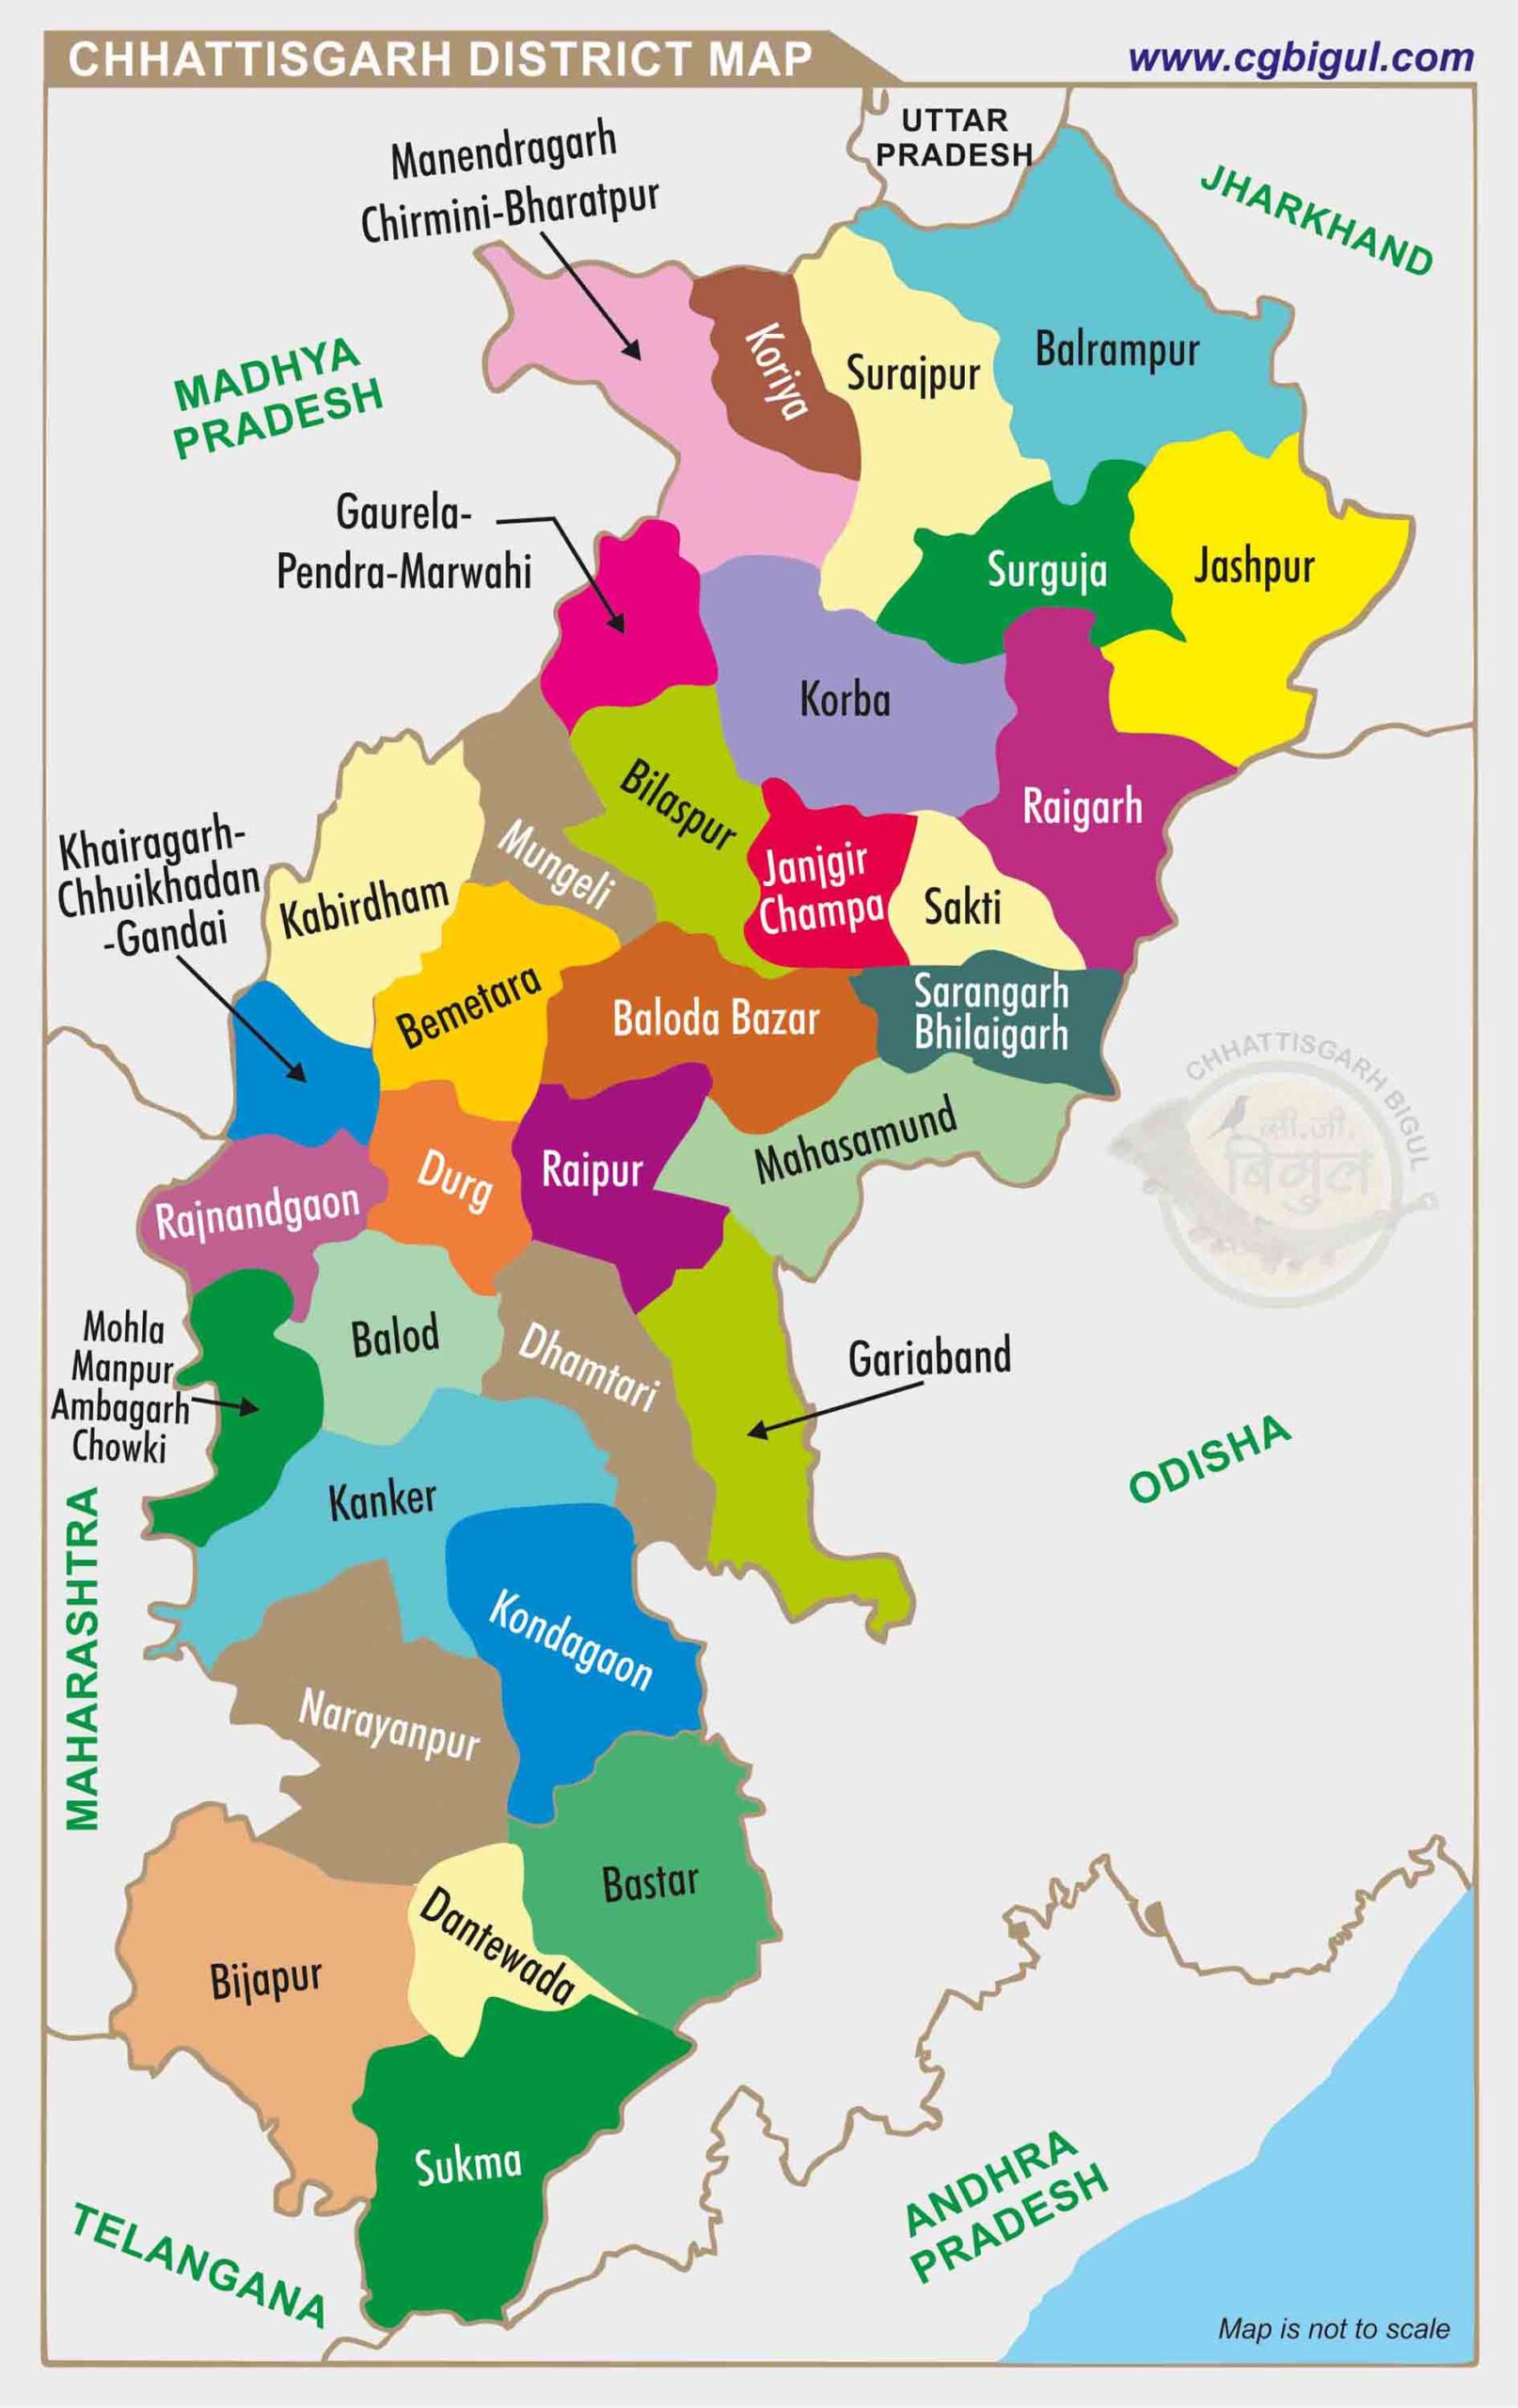 CHHATTISGARH DISTRICT MAP
www.cgbigul.com
UTTAR
PRADESH
JHARKHAND
Manendragarh
Chirmini-Bharatpur
MADHYA
PRADESH
Koriya
Surajpur
Balrampur
Gaurela-
Pendra-Marwahi
Surguja
Jashpur
Korba
Bilaspur
Raigarh
Khairagarh-
Chhuikhadan
-Gandai
Kabirdham
Mungeli
Janjgir
Champa
Sakti
Bemetara
Baloda Bazar
Sarangarh
Bhilaigarh
CHHATTISGARH BIGUL
सी.जी.
बिगुल
Mahasamund
Rajnandgaon
Durg
Raipur
Mohla
Manpur
Ambagarh
Chowki
Balod
Dhamtari
Gariaband
ODISHA
MAHARASHTRA
Kanker
Kondagaon
Narayanpur
Bastar
Dantewada
Bijapur
Sukma
TELANGANA
ANDHRA
PRADESH
Map is not to scale